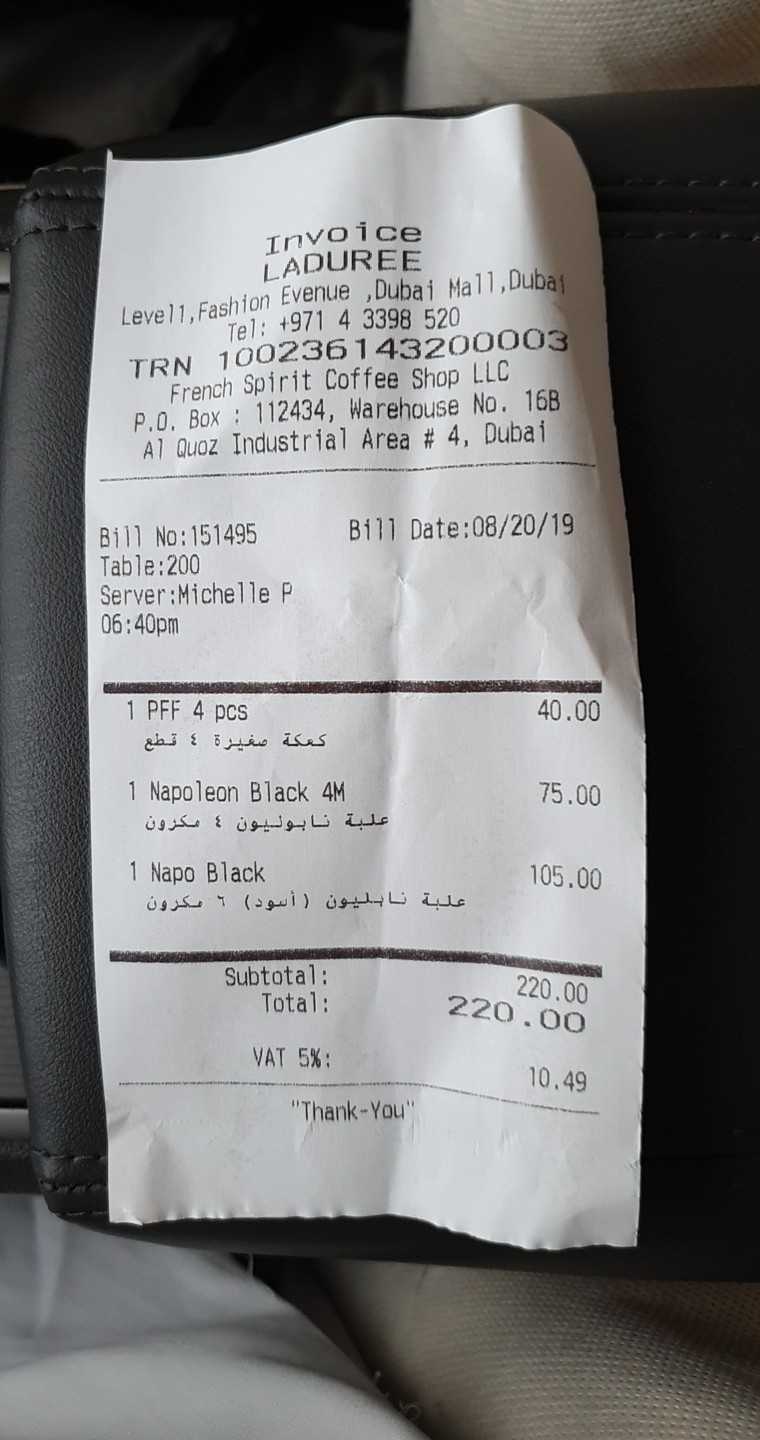 Invoice
LADUREE
Level1,Fashion Evenue ,Dubai Mall,Dubai
Tel: +971 4 3398 520
TRN 100236143200003
French Spirit Coffee Shop LLC
P.O. Box : 112434, Warehouse No. 16B
Al Quoz Industrial Area # 4, Dubai
Bill No:151495 Bill Date:08/20/19
Table:200
Server:Michelle P
06:40pm
1 PFF 4 pcs 40.00
كعكة صغيرة ٤ قطع
1 Napoleon Black 4M 75.00
علبة نابوليون ٤ مكرون
1 Napo Black 105.00
علبة نابليون (أسود) ٦ مكرون
Subtotal: 220.00
Total: 220.00
VAT 5%: 10.49
"Thank-You"